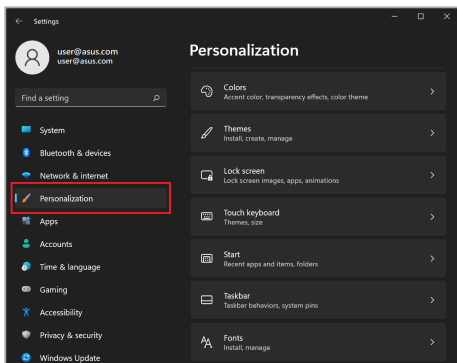 Settings
user@asus.com
user@asus.com
Find a setting
System
Bluetooth & devices
Network & internet
Personalization
Apps
Accounts
Time & language
Gaming
Accessibility
Privacy & security
Windows Update
Personalization
Colors
Accent color, transparency effects, color theme
Themes
Install, create, manage
Lock screen
Lock screen images, apps, animations
Touch keyboard
Themes, size
Start
Recent apps and items, folders
Taskbar
Taskbar behaviors, system pins
Fonts
Install, manage